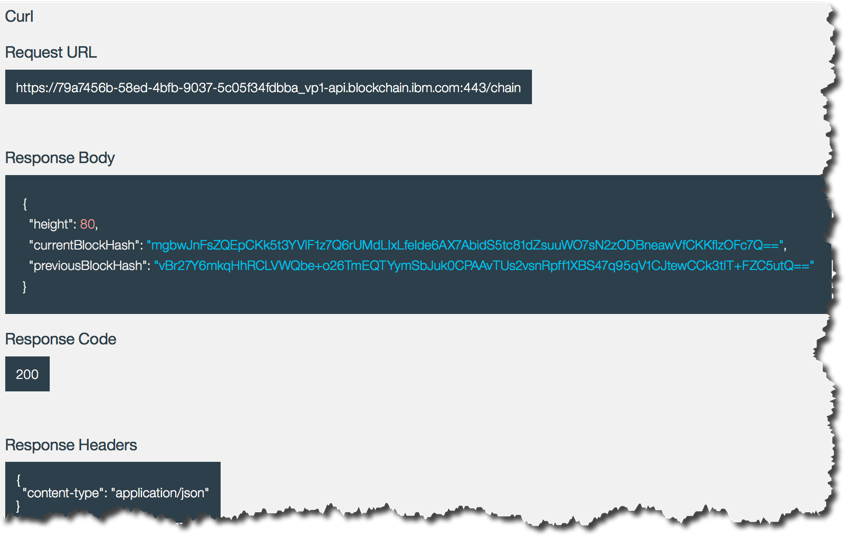 Curl
Request URL
https://79a7456b-58ed-4bfb-9037-5c05f34fdbba_vp1-api.blockchain.ibm.com:443/chain
Response Body
{
"height": 80,
"currentBlockHash": "mgbwJnFsZQEpCKk5t3YVlF1z7Q6rUMdLIxLfelde6AX7AbidS5tc81dZsuuWO7sN2zODBneawVfCKKflzOFc7Q==",
"previousBlockHash": "vBr27Y6mkqHhRCLVWQbe+o26TmEQTYymSbJuk0CPAAvTUs2vsnRpff1XBS47q95qV1CJtewCCk3tIT+FZC5utQ=="
}
Response Code
200
Response Headers
{
"content-type": "application/json"
}